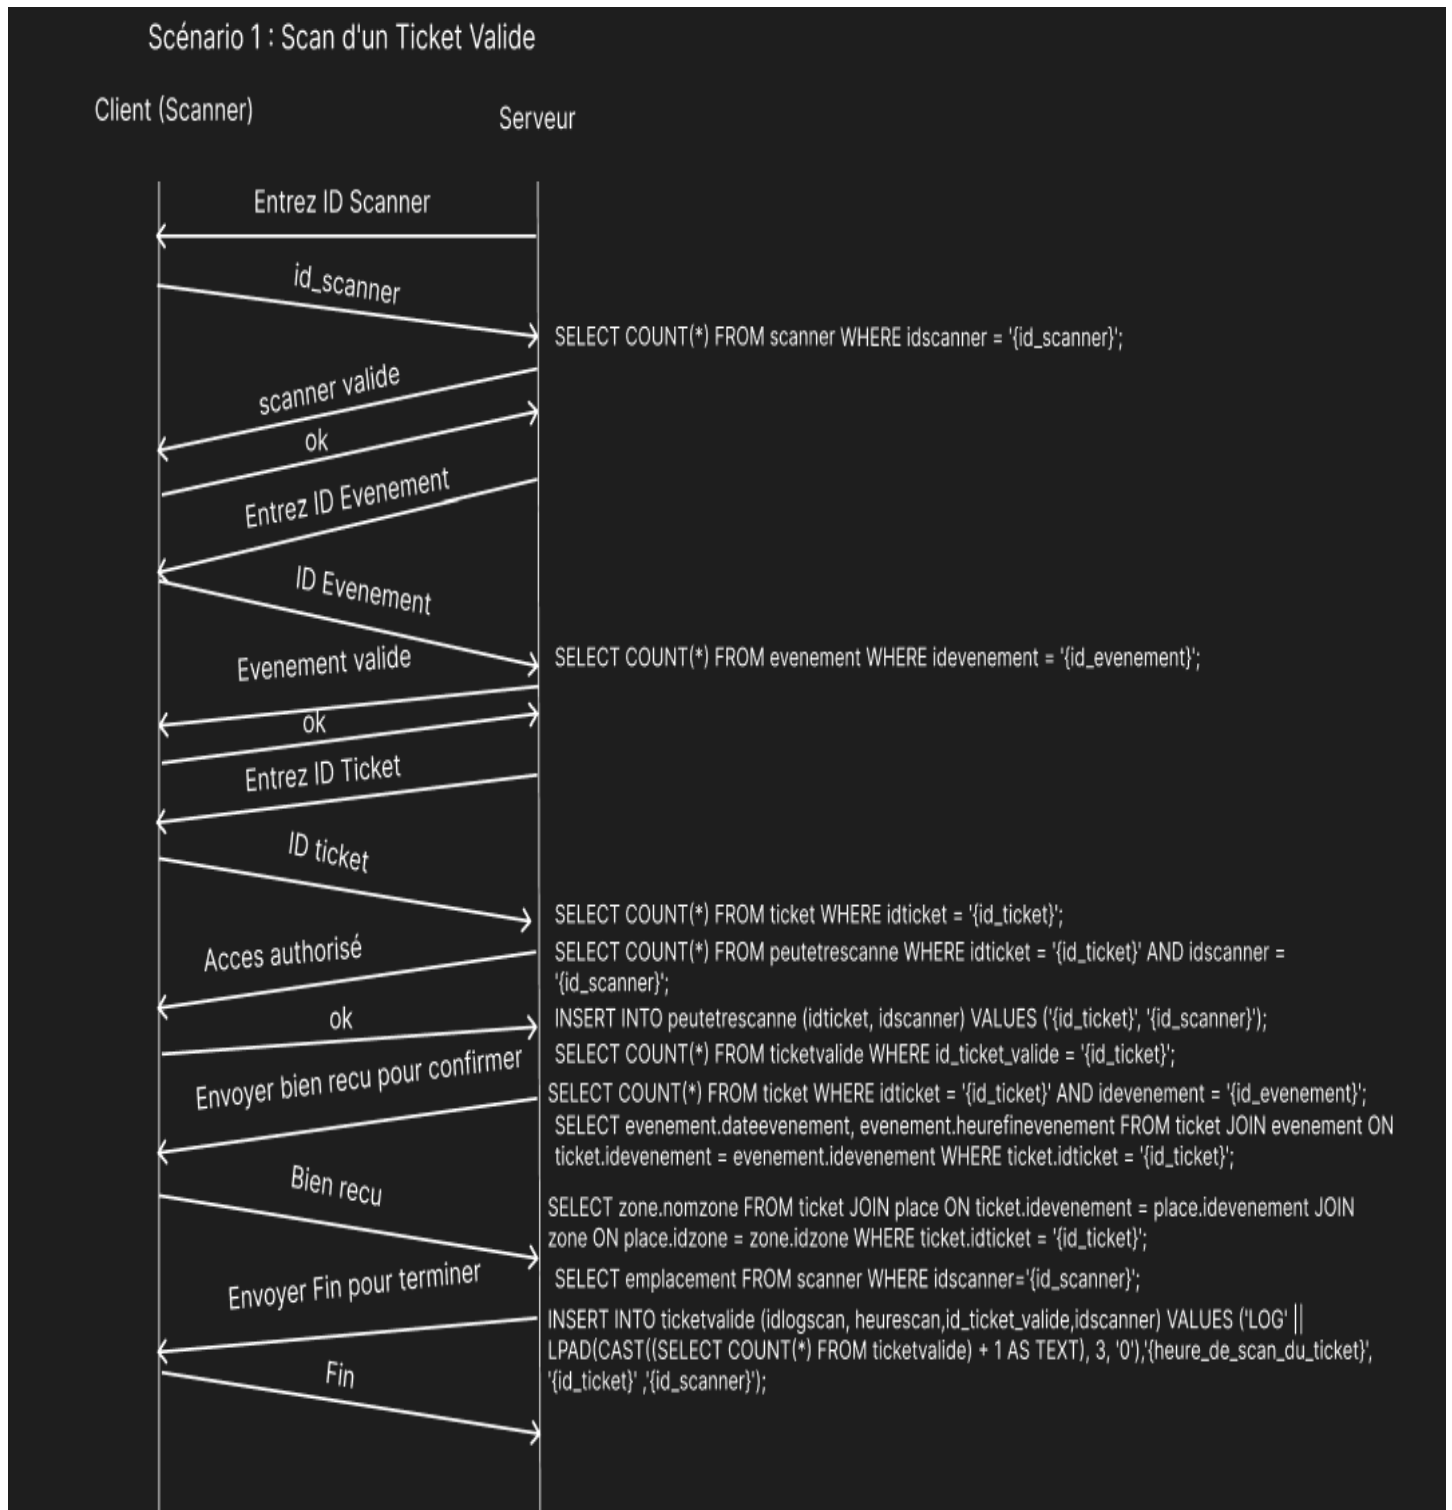 Scénario 1 : Scan d'un Ticket Valide
Client (Scanner)
Serveur
Entrez ID Scanner
id_scanner
SELECT COUNT(*) FROM scanner WHERE idscanner = '{id_scanner}';
scanner valide
ok
Entrez ID Evenement
ID Evenement
Evenement valide
SELECT COUNT(*) FROM evenement WHERE idevenement = '{id_evenement}';
ok
Entrez ID Ticket
ID ticket
SELECT COUNT(*) FROM ticket WHERE idticket = '{id_ticket}';
Acces authorisé
SELECT COUNT(*) FROM peutetrescanne WHERE idticket = '{id_ticket}' AND idscanner =
'{id_scanner}';
ok
INSERT INTO peutetrescanne (idticket, idscanner) VALUES ('{id_ticket}', '{id_scanner}');
SELECT COUNT(*) FROM ticketvalide WHERE id_ticket_valide = '{id_ticket}';
Envoyer bien recu pour confirmer
SELECT COUNT(*) FROM ticket WHERE idticket = '{id_ticket}' AND idevenement = '{id_evenement}';
SELECT evenement.dateevenement, evenement.heurefinevenement FROM ticket JOIN evenement ON
ticket.idevenement = evenement.idevenement WHERE ticket.idticket = '{id_ticket}';
Bien recu
SELECT zone.nomzone FROM ticket JOIN place ON ticket.idevenement = place.idevenement JOIN
zone ON place.idzone = zone.idzone WHERE ticket.idticket = '{id_ticket}';
Envoyer Fin pour terminer
SELECT emplacement FROM scanner WHERE idscanner='{id_scanner}';
INSERT INTO ticketvalide (idlogscan, heurescan,id_ticket_valide,idscanner) VALUES ('LOG' ||
LPAD(CAST((SELECT COUNT(*) FROM ticketvalide) + 1 AS TEXT), 3, '0'),'{heure_de_scan_du_ticket}',
'{id_ticket}' ,'{id_scanner}');
Fin